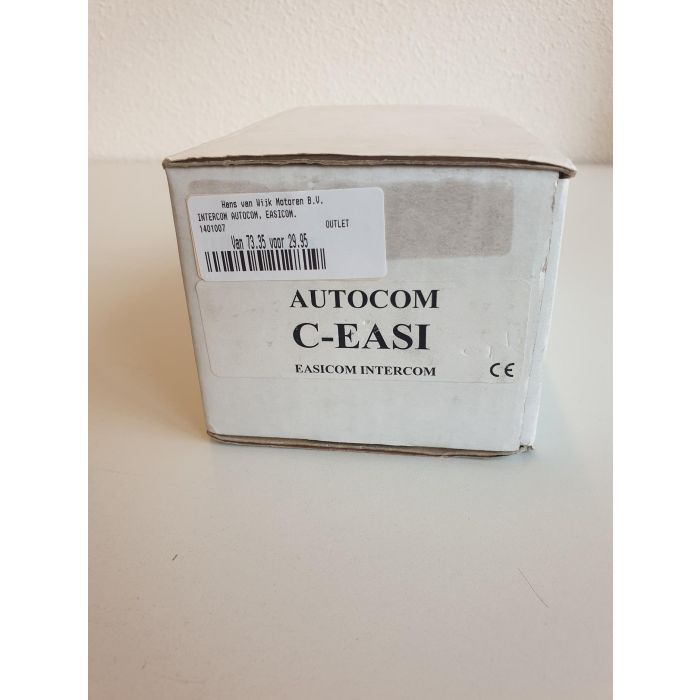 Hans van Wijk Motoren B.V.
INTERCOM AUTOCOM. EASICOM.
1401007 OUTLET
Van 73.35 voor 29.95
AUTOCOM
C-EASI
EASICOM INTERCOM CE